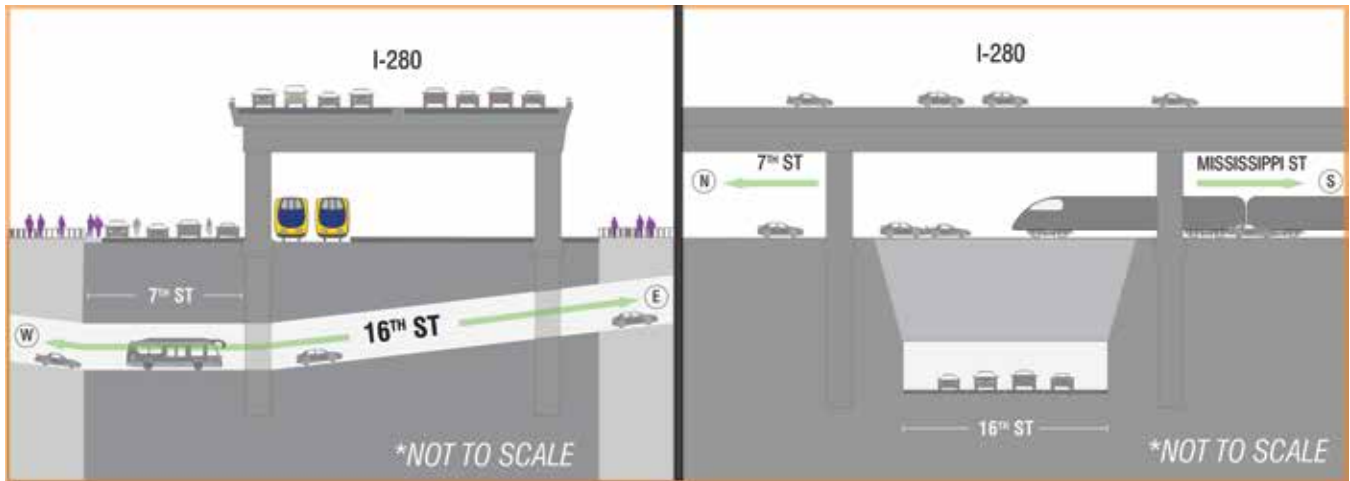 I-280
7TH ST
W
16TH ST
E
*NOT TO SCALE
I-280
N
7TH ST
MISSISSIPPI ST
S
16TH ST
*NOT TO SCALE